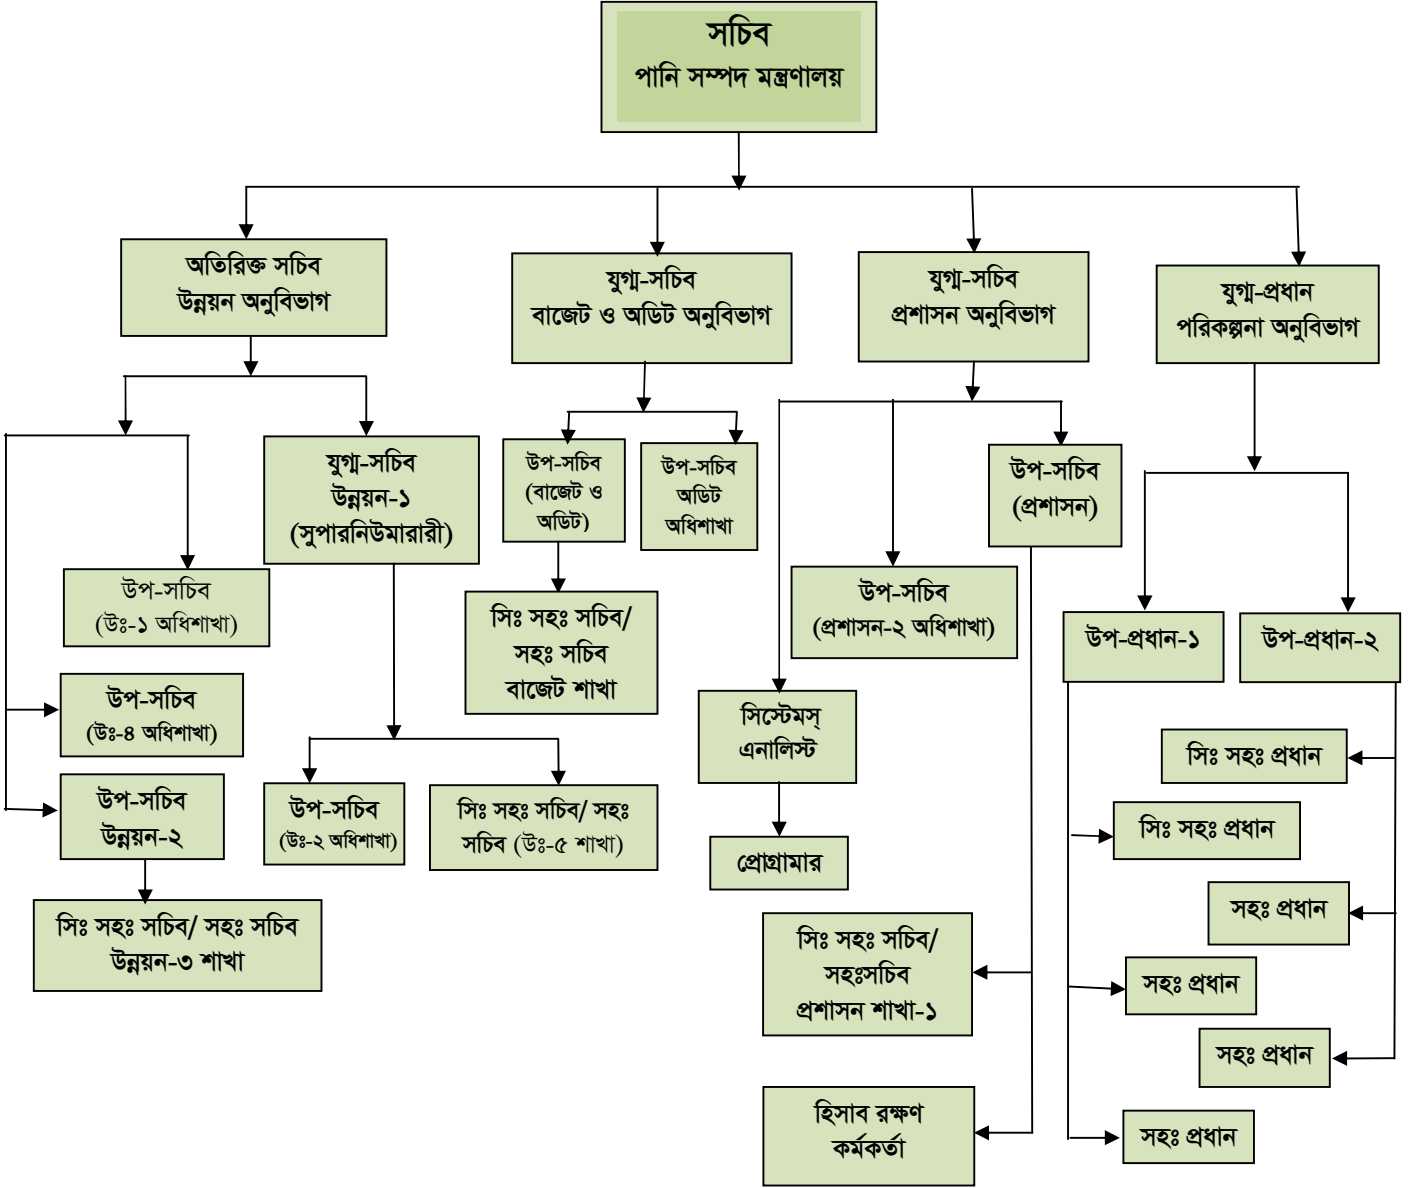 সচিব
পানি সম্পদ মন্ত্রণালয়
অতিরিক্ত সচিব
উন্নয়ন অনুবিভাগ
যুগ্ম-সচিব
বাজেট ও অডিট অনুবিভাগ
যুগ্ম-সচিব
প্রশাসন অনুবিভাগ
যুগ্ম-প্রধান
পরিকল্পনা অনুবিভাগ
যুগ্ম-সচিব
উন্নয়ন-১
(সুপারনিউমারারী)
উপ-সচিব
(বাজেট ও
অডিট)
উপ-সচিব
অডিট
অধিশাখা
উপ-সচিব
(প্রশাসন)
উপ-সচিব
(উঃ-১ অধিশাখা)
সিঃ সহঃ সচিব/
সহঃ সচিব
বাজেট শাখা
উপ-সচিব
(প্রশাসন-২ অধিশাখা)
উপ-প্রধান-১
উপ-প্রধান-২
উপ-সচিব
(উঃ-৪ অধিশাখা)
সিস্টেমস্
এনালিস্ট
সিঃ সহঃ প্রধান
উপ-সচিব
উন্নয়ন-২
উপ-সচিব
(উঃ-২ অধিশাখা)
সিঃ সহঃ সচিব/ সহঃ
সচিব (উঃ-৫ শাখা)
প্রোগ্রামার
সিঃ সহঃ প্রধান
সহঃ প্রধান
সিঃ সহঃ সচিব/ সহঃ সচিব
উন্নয়ন-৩ শাখা
সিঃ সহঃ সচিব/
সহঃসচিব
প্রশাসন শাখা-১
সহঃ প্রধান
সহঃ প্রধান
হিসাব রক্ষণ
কর্মকর্তা
সহঃ প্রধান